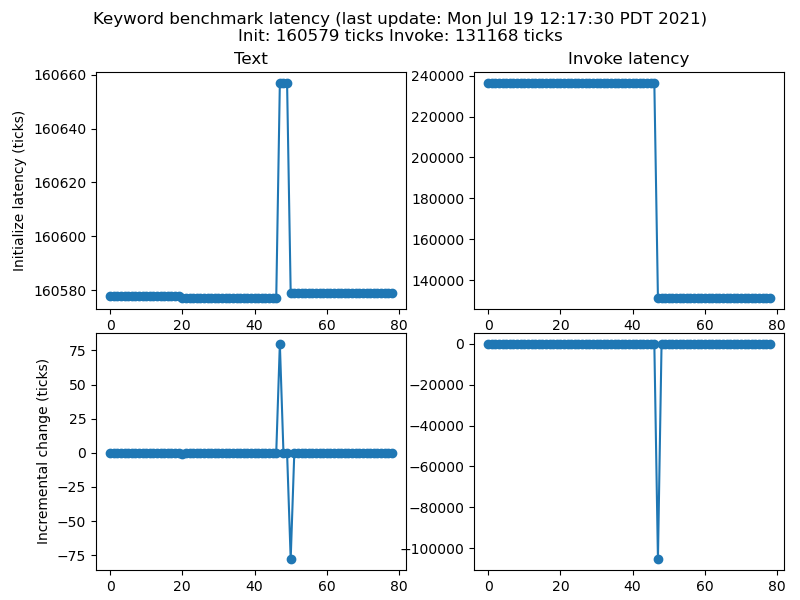 Keyword benchmark latency (last update: Mon Jul 19 12:17:30 PDT 2021)
Init: 160579 ticks Invoke: 131168 ticks
Text
Invoke latency
Initialize latency (ticks)
160660
160640
160620
160600
160580
0 20 40 60 80
240000
220000
200000
180000
160000
140000
0 20 40 60 80
Incremental change (ticks)
75
50
25
0
−25
−50
−75
0 20 40 60 80
0
−20000
−40000
−60000
−80000
−100000
0 20 40 60 80